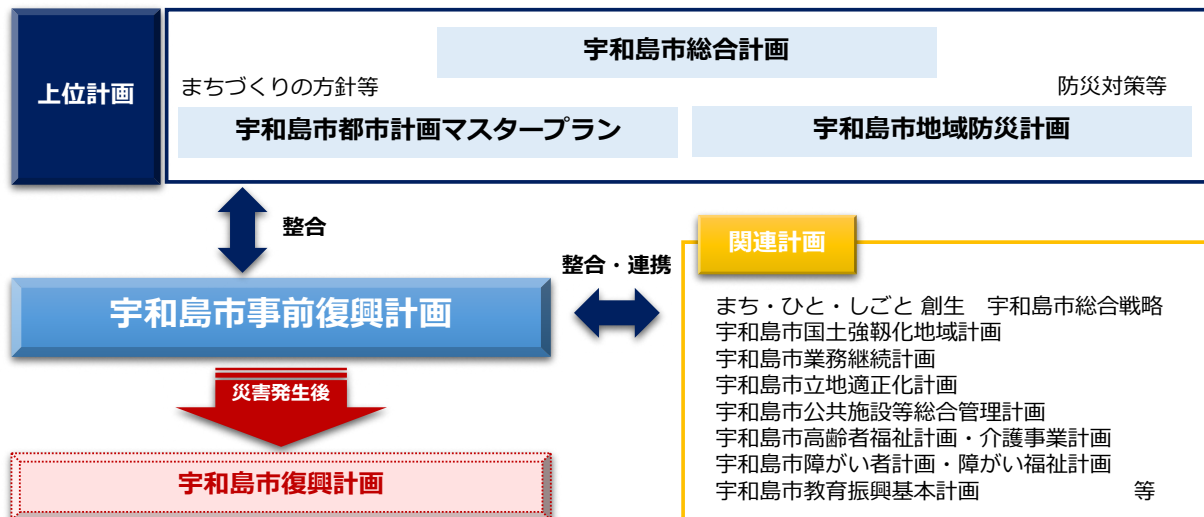 上位計画
宇和島市総合計画
まちづくりの方針等
防災対策等
宇和島市都市計画マスタープラン
宇和島市地域防災計画
整合
整合・連携
関連計画
宇和島市事前復興計画
まち・ひと・しごと 創生　宇和島市総合戦略
宇和島市国土強靱化地域計画
宇和島市業務継続計画
宇和島市立地適正化計画
宇和島市公共施設等総合管理計画
宇和島市高齢者福祉計画・介護事業計画
宇和島市障がい者計画・障がい福祉計画
宇和島市教育振興基本計画　等
災害発生後
宇和島市復興計画